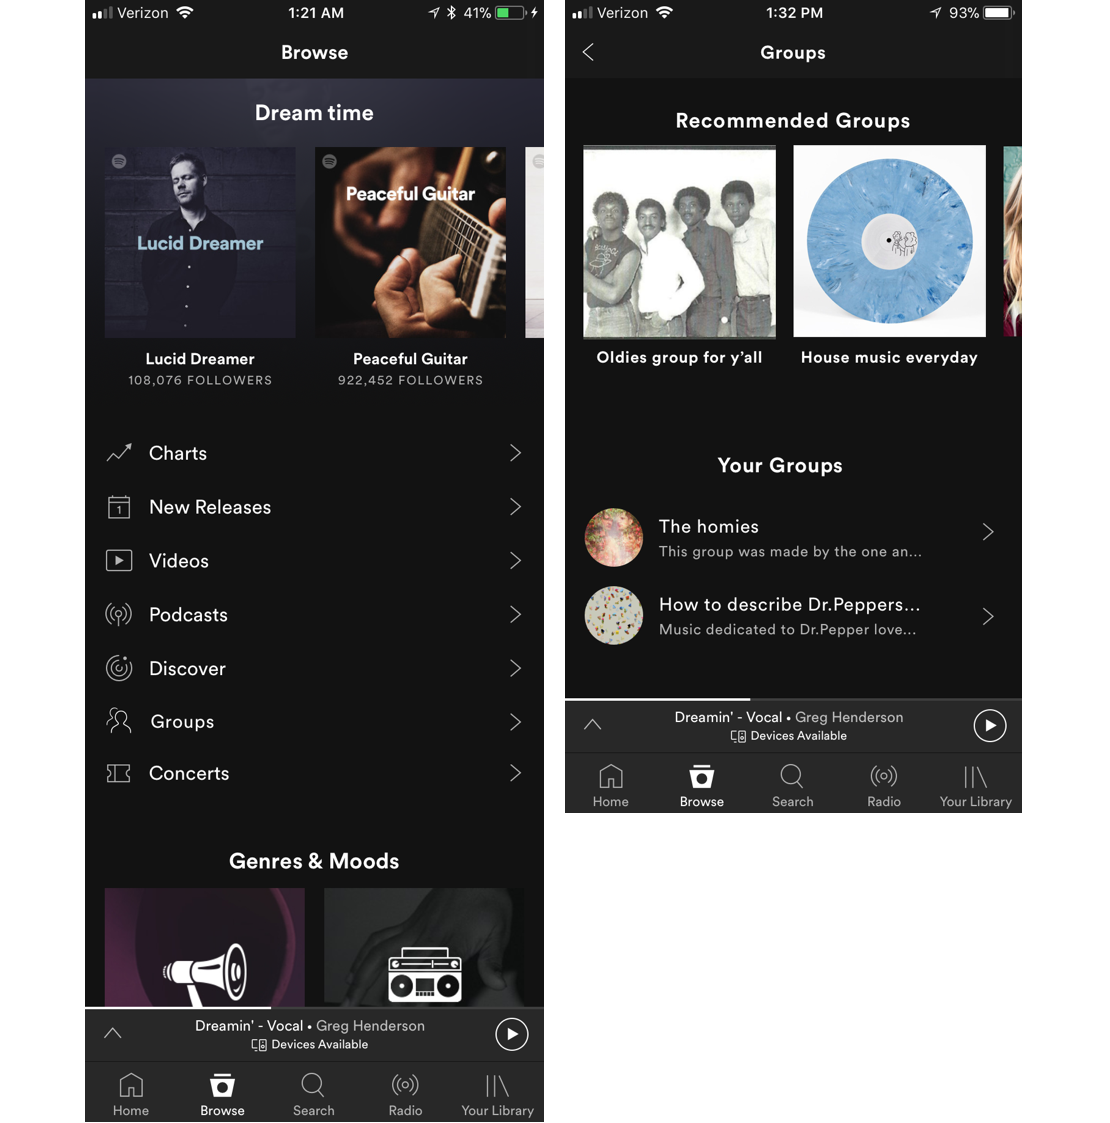 Verizon 1:21 AM 41%
Browse
Dream time
Lucid Dreamer
Peaceful Guitar
Lucid Dreamer
108,076 FOLLOWERS
Peaceful Guitar
922,452 FOLLOWERS
Charts
1
New Releases
Videos
Podcasts
Discover
Groups
Concerts
Genres & Moods
Dreamin' - Vocal • Greg Henderson
Devices Available
Home
Browse
Search
Radio
Your Library
Verizon 1:32 PM 93%
Groups
Recommended Groups
Oldies group for y'all
House music everyday
Your Groups
The homies
This group was made by the one an...
How to describe Dr.Peppers...
Music dedicated to Dr.Pepper love...
Dreamin' - Vocal • Greg Henderson
Devices Available
Home
Browse
Search
Radio
Your Library